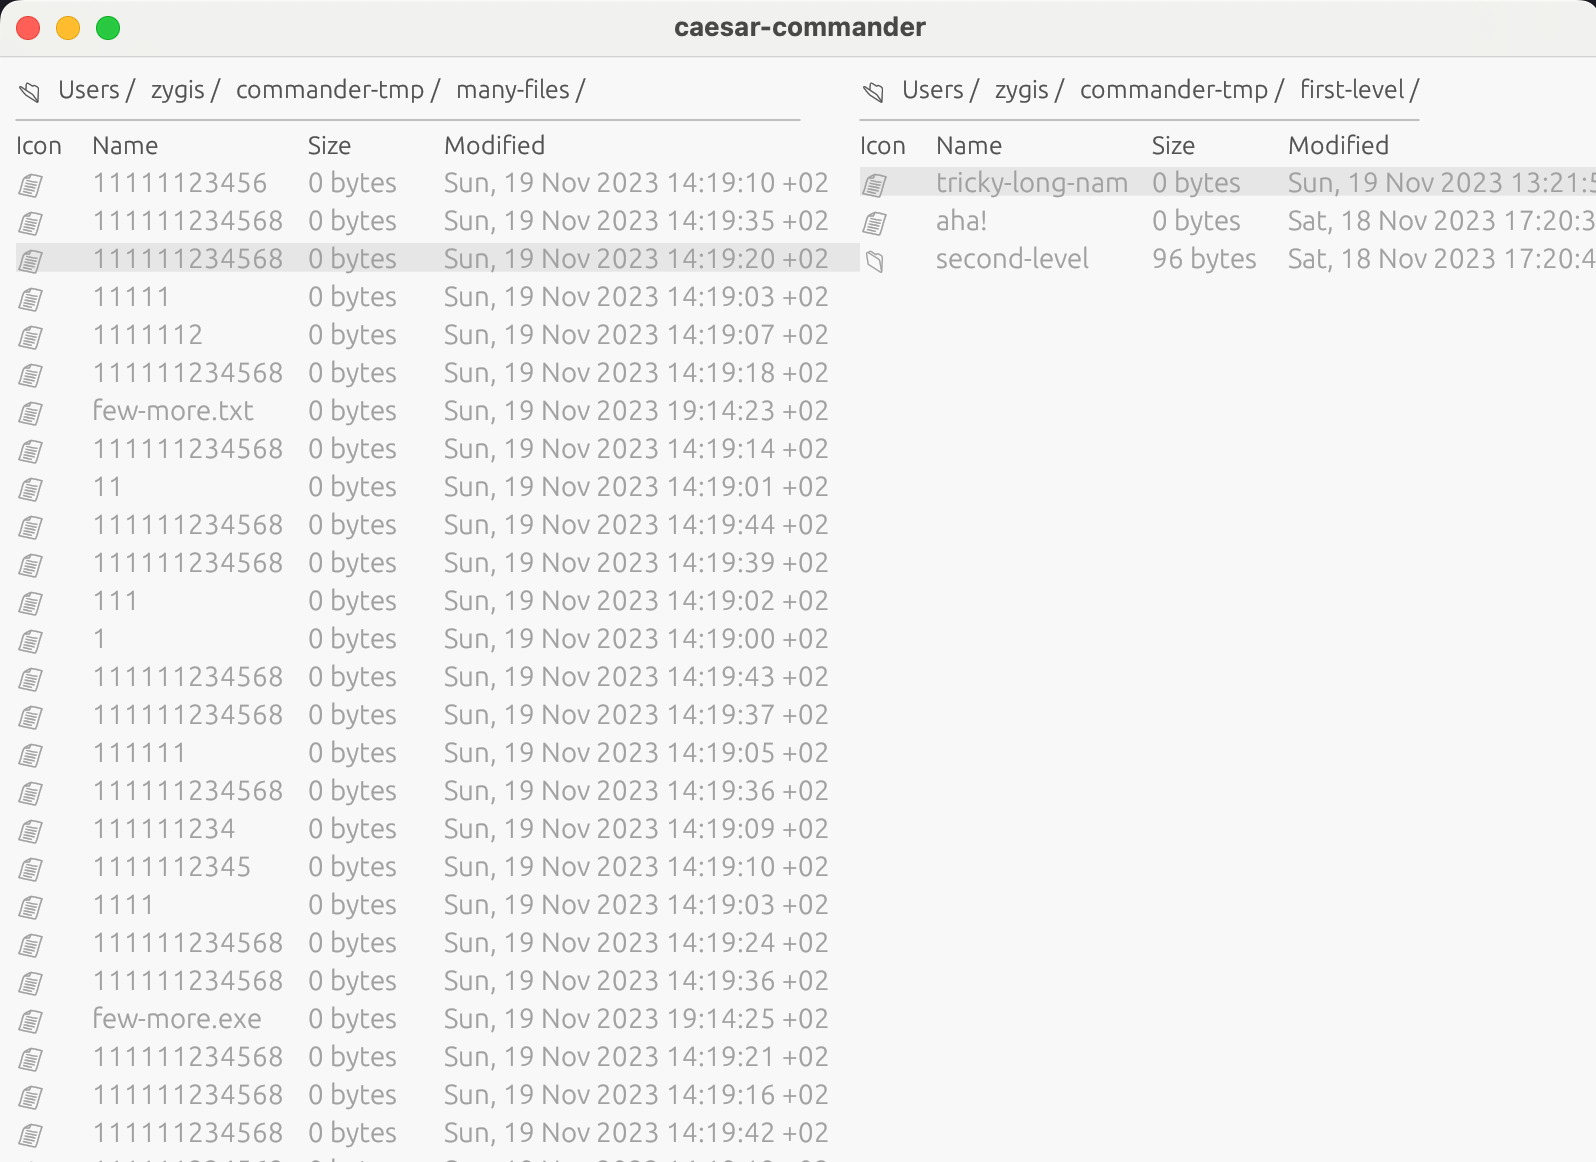 caesar-commander
Users / zygis / commander-tmp / many-files /
Icon Name Size Modified
11111123456 0 bytes Sun, 19 Nov 2023 14:19:10 +02
111111234568 0 bytes Sun, 19 Nov 2023 14:19:35 +02
111111234568 0 bytes Sun, 19 Nov 2023 14:19:20 +02
11111 0 bytes Sun, 19 Nov 2023 14:19:03 +02
1111112 0 bytes Sun, 19 Nov 2023 14:19:07 +02
111111234568 0 bytes Sun, 19 Nov 2023 14:19:18 +02
few-more.txt 0 bytes Sun, 19 Nov 2023 19:14:23 +02
111111234568 0 bytes Sun, 19 Nov 2023 14:19:14 +02
11 0 bytes Sun, 19 Nov 2023 14:19:01 +02
111111234568 0 bytes Sun, 19 Nov 2023 14:19:44 +02
111111234568 0 bytes Sun, 19 Nov 2023 14:19:39 +02
111 0 bytes Sun, 19 Nov 2023 14:19:02 +02
1 0 bytes Sun, 19 Nov 2023 14:19:00 +02
111111234568 0 bytes Sun, 19 Nov 2023 14:19:43 +02
111111234568 0 bytes Sun, 19 Nov 2023 14:19:37 +02
111111 0 bytes Sun, 19 Nov 2023 14:19:05 +02
111111234568 0 bytes Sun, 19 Nov 2023 14:19:36 +02
111111234 0 bytes Sun, 19 Nov 2023 14:19:09 +02
1111112345 0 bytes Sun, 19 Nov 2023 14:19:10 +02
1111 0 bytes Sun, 19 Nov 2023 14:19:03 +02
111111234568 0 bytes Sun, 19 Nov 2023 14:19:24 +02
111111234568 0 bytes Sun, 19 Nov 2023 14:19:36 +02
few-more.exe 0 bytes Sun, 19 Nov 2023 19:14:25 +02
111111234568 0 bytes Sun, 19 Nov 2023 14:19:21 +02
111111234568 0 bytes Sun, 19 Nov 2023 14:19:16 +02
111111234568 0 bytes Sun, 19 Nov 2023 14:19:42 +02
Users / zygis / commander-tmp / first-level /
Icon Name Size Modified
tricky-long-nam 0 bytes Sun, 19 Nov 2023 13:21:5
aha! 0 bytes Sat, 18 Nov 2023 17:20:3
second-level 96 bytes Sat, 18 Nov 2023 17:20:4